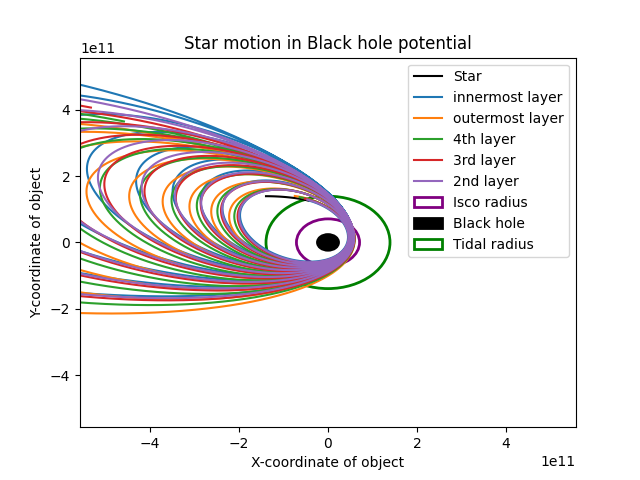 Star motion in Black hole potential
1e11
Y-coordinate of object
4
2
0
−2
−4
Star
innermost layer
outermost layer
4th layer
3rd layer
2nd layer
Isco radius
Black hole
Tidal radius
−4
−2
0
2
4
X-coordinate of object
1e11